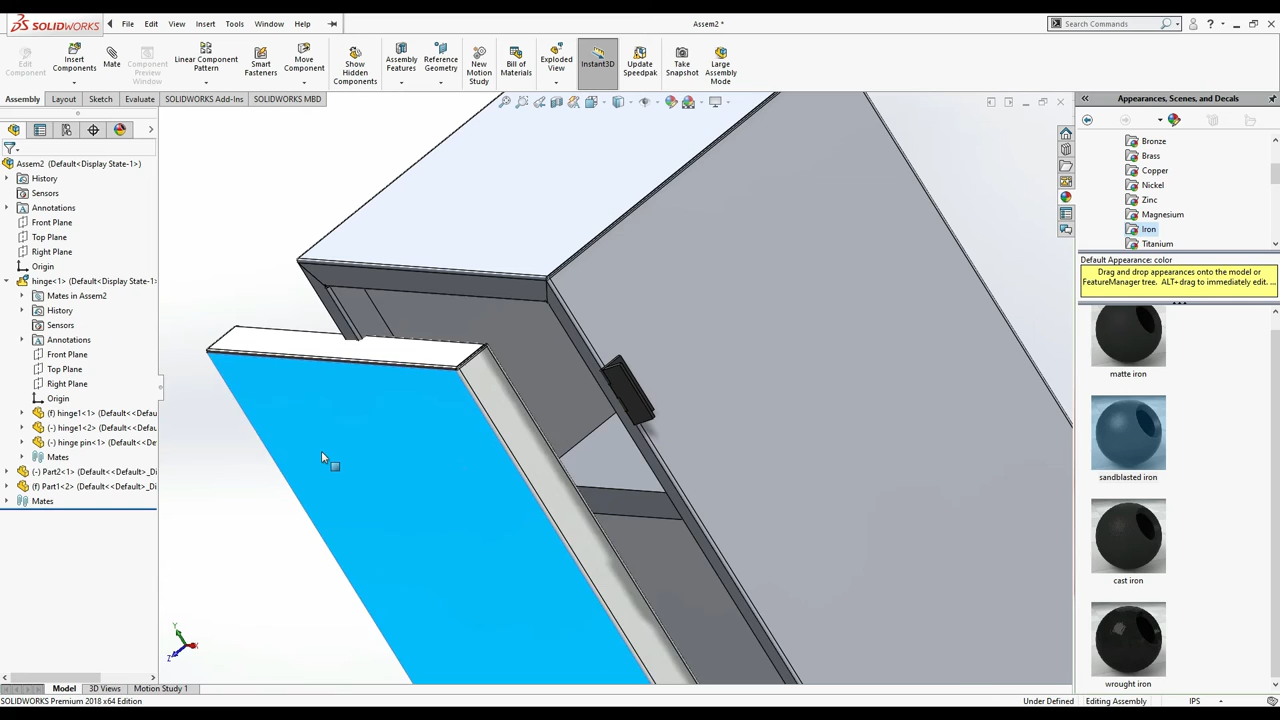 SOLIDWORKS File Edit View Insert Tools Window Help
Assem2 *
Search Commands
Edit Component
Insert Components
Mate
Component Preview Window
Linear Component Pattern
Smart Fasteners
Move Component
Show Hidden Components
Assembly Features
Reference Geometry
New Motion Study
Bill of Materials
Exploded View
Instant3D
Update Speedpak
Take Snapshot
Large Assembly Mode
Assembly Layout Sketch Evaluate SOLIDWORKS Add-Ins SOLIDWORKS MBD
Assem2 (Default<Display State-1>)
History
Sensors
Annotations
Front Plane
Top Plane
Right Plane
Origin
hinge<1> (Default<Display State-1>
Mates in Assem2
History
Sensors
Annotations
Front Plane
Top Plane
Right Plane
Origin
(f) hinge1<1> (Default<<Defau
(-) hinge1<2> (Default<<Defau
(-) hinge pin<1> (Default<<De
Mates
(-) Part2<1> (Default<<Default>_Di
(f) Part1<2> (Default<<Default>_Di
Mates
Y
X
Z
Appearances, Scenes, and Decals
Bronze
Brass
Copper
Nickel
Zinc
Magnesium
Iron
Titanium
Default Appearance: color
Drag and drop appearances onto the model or
FeatureManager tree. ALT+drag to immediately edit. ...
matte iron
sandblasted iron
cast iron
wrought iron
Model 3D Views Motion Study 1
SOLIDWORKS Premium 2018 x64 Edition
Under Defined Editing Assembly IPS